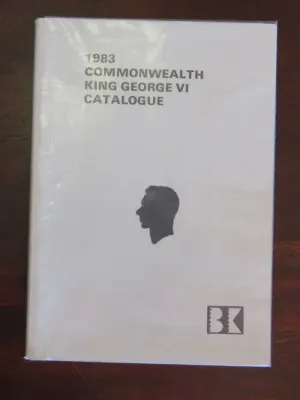 1983
COMMONWEALTH
KING GEORGE VI
CATALOGUE
BK